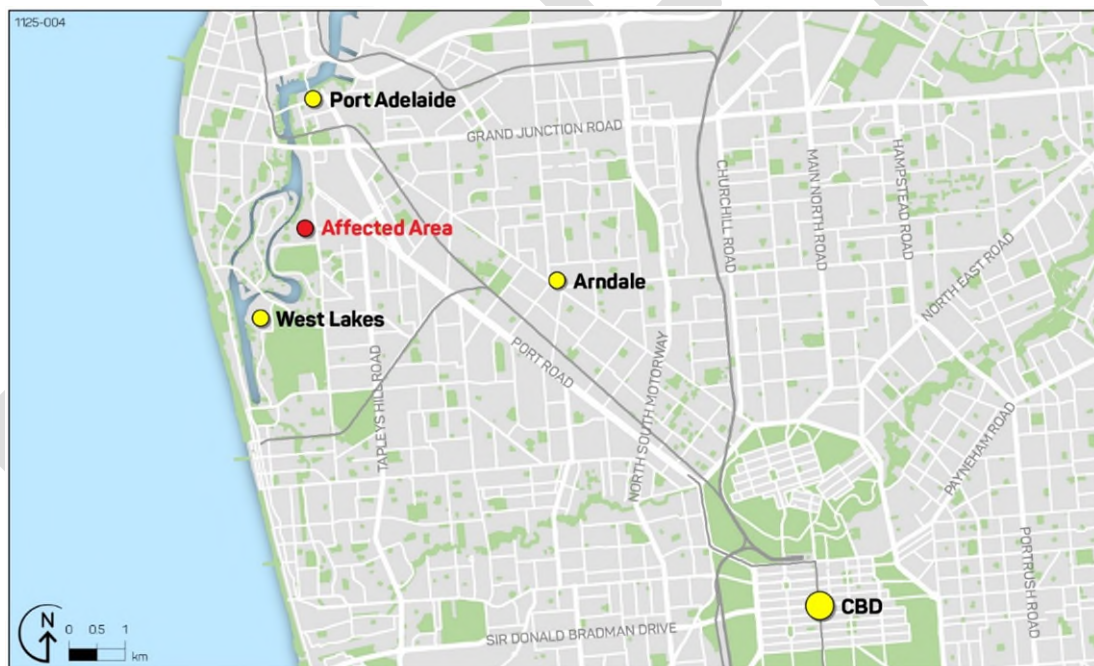 1125-004
Port Adelaide
GRAND JUNCTION ROAD
HAMPSTEAD ROAD
MAIN NORTH ROAD
CHURCHILL ROAD
Affected Area
NORTH EAST ROAD
Arndale
West Lakes
PORT ROAD
TAPLEYS HILL ROAD
NORTH SOUTH MOTORWAY
PAYNEHAM ROAD
PORTRUSH ROAD
CBD
N
0 0.5 1
km
SIR DONALD BRADMAN DRIVE